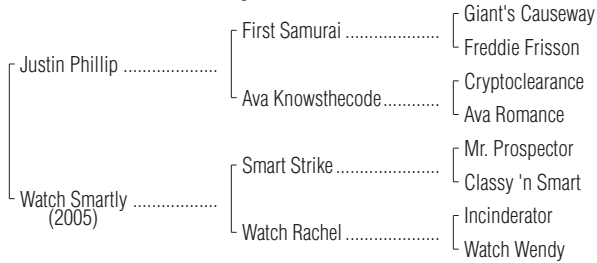 Giant's Causeway
First Samurai ..................
Freddie Frisson
Justin Phillip ...................
Cryptoclearance
Ava Knowsthecode............
Ava Romance
Mr. Prospector
Smart Strike ....................
Classy 'n Smart
Watch Smartly .................
(2005)
Incinderator
Watch Rachel ...................
Watch Wendy